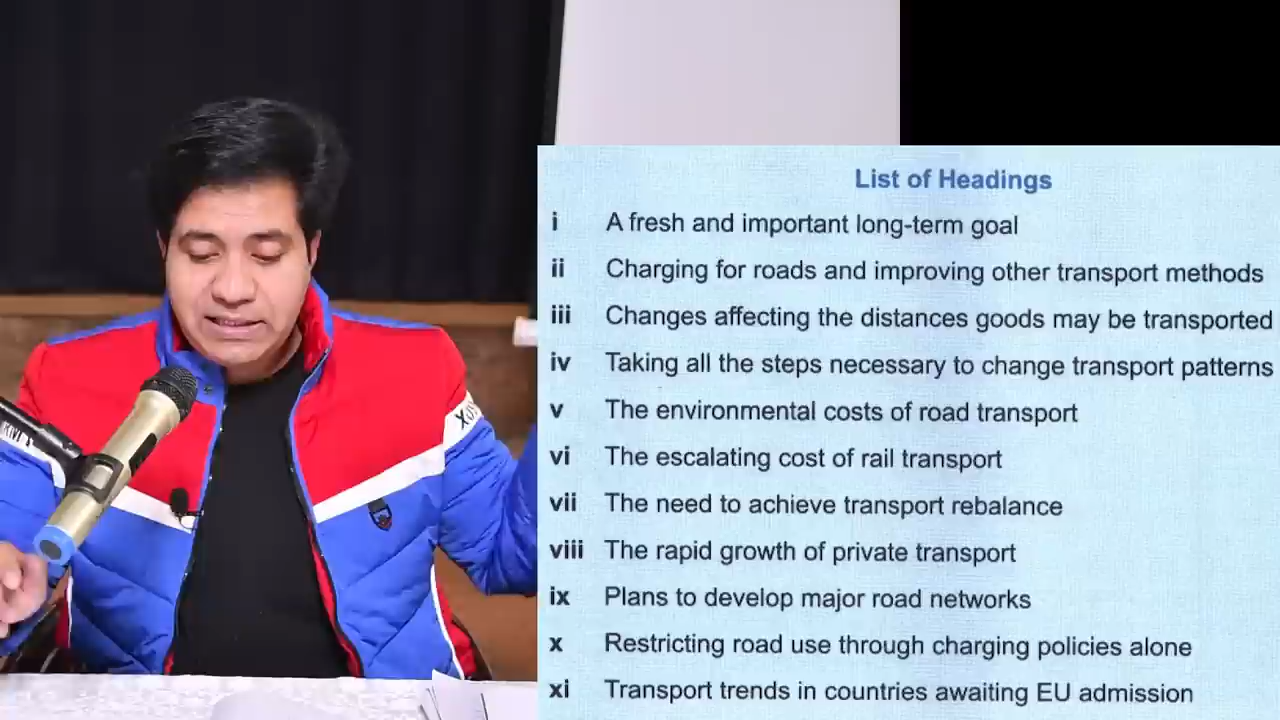 List of Headings
i A fresh and important long-term goal
ii Charging for roads and improving other transport methods
iii Changes affecting the distances goods may be transported
iv Taking all the steps necessary to change transport patterns
v The environmental costs of road transport
vi The escalating cost of rail transport
vii The need to achieve transport rebalance
viii The rapid growth of private transport
ix Plans to develop major road networks
x Restricting road use through charging policies alone
xi Transport trends in countries awaiting EU admission